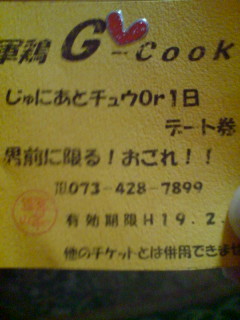 軍鶏 G-cook
じゅにあとチュウOr1日
デート券
男前に限る！おごれ！！
℡073-428-7899
有効期限H19.2.
他のチケットとは併用できませ